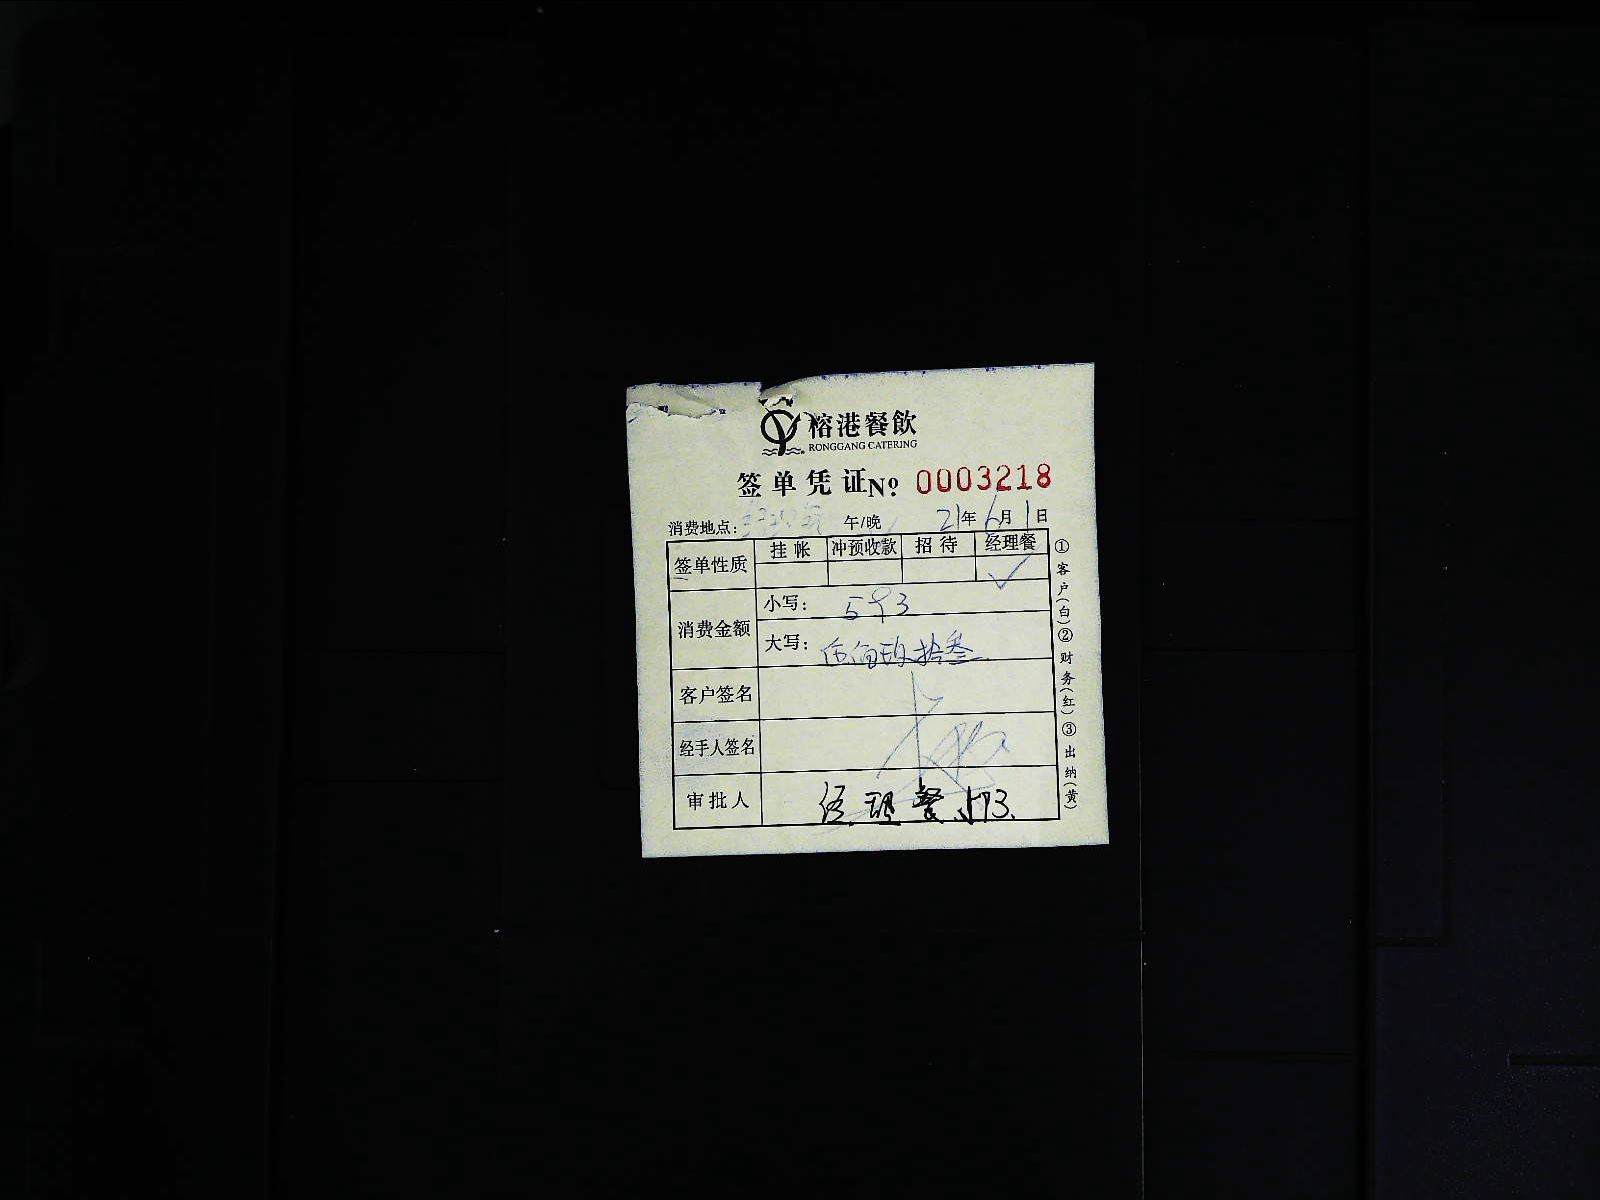 榕港餐飲
RONGGANG CATERING
签单凭证 No. 0003218
消费地点: 午/晚 21年6月1日
签单性质 挂帐 冲预收款 招待 经理餐
✓
消费金额 小写: 593
大写: 伍佰玖拾叁
客户签名
经手人签名
审批人 经理餐 593.
①客户(白)②财务(红)③出纳(黄)